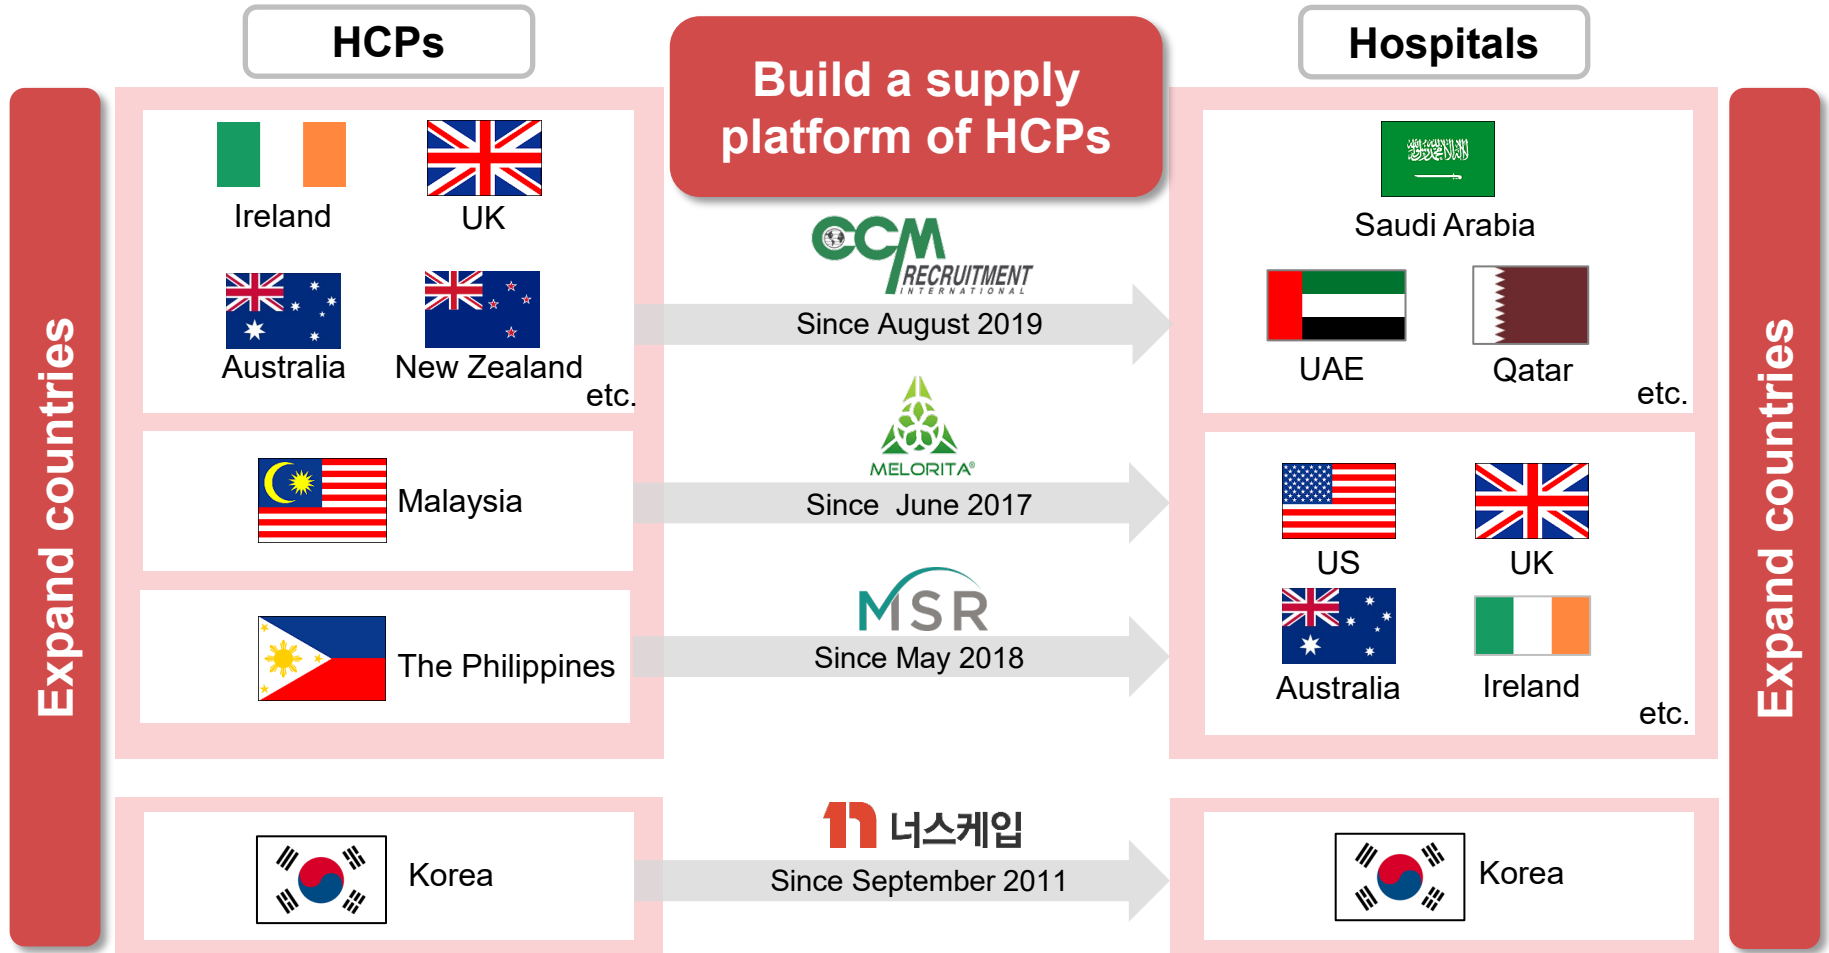 HCPs
Build a supply
platform of HCPs
Hospitals
Expand countries
Ireland
UK
Australia
New Zealand
etc.
Malaysia
The Philippines
Korea
CCM
RECRUITMENT
INTERNATIONAL
Since August 2019
MELORITA®
Since  June 2017
MSR
Since May 2018
너스케입
Since September 2011
Saudi Arabia
UAE
Qatar
etc.
US
UK
Australia
Ireland
etc.
Korea
Expand countries